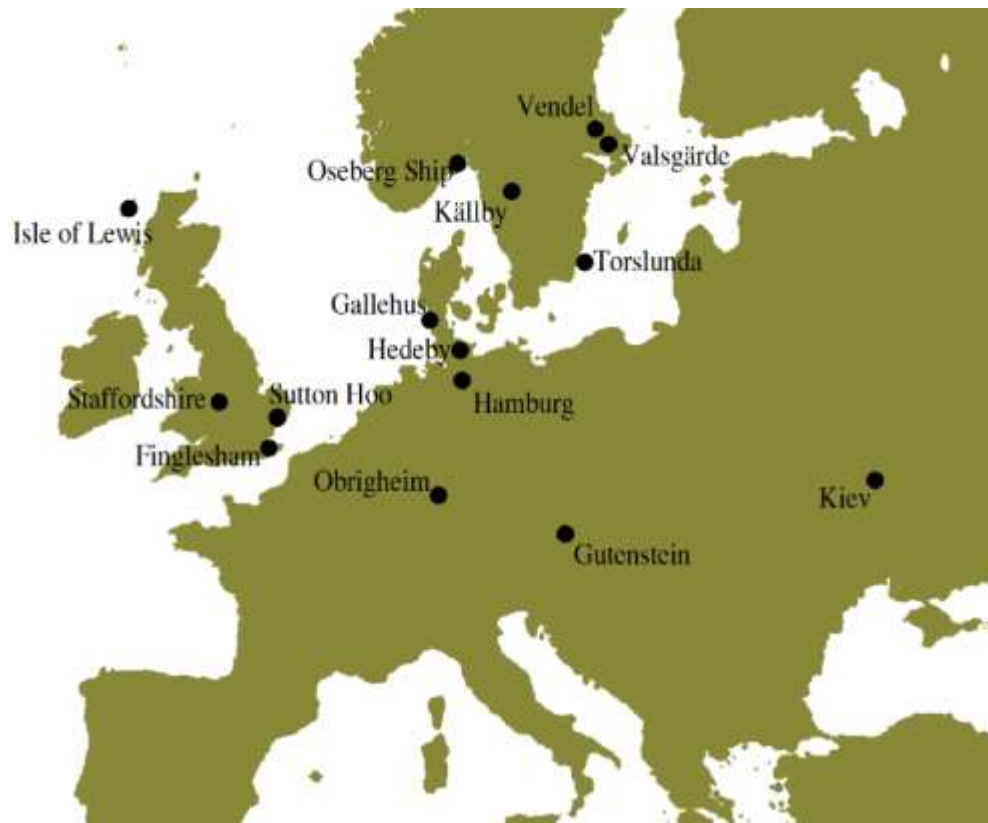 Vendel
Valsgärde
Oseberg Ship
Källby
Isle of Lewis
Torslunda
Gallehus
Hedeby
Sutton Hoo
Staffordshire
Hamburg
Finglesham
Obrigheim
Kiev
Gutenstein